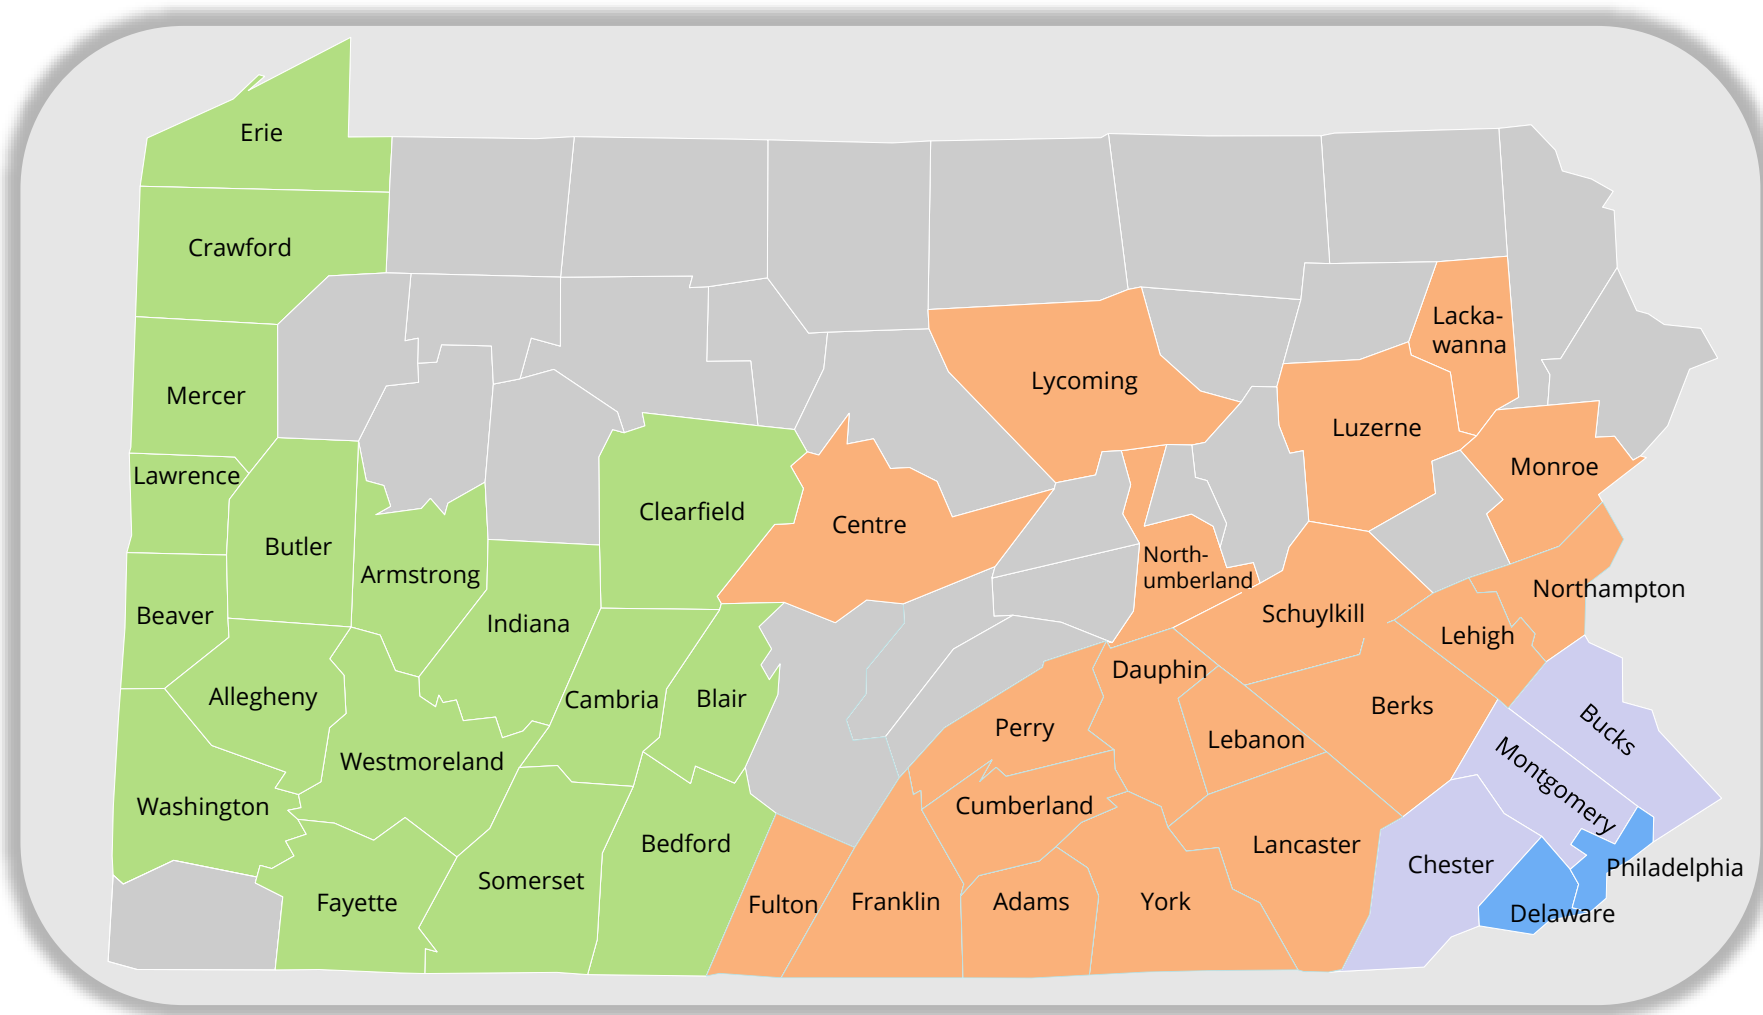 Erie
Crawford
Lacka-
wanna
Lycoming
Mercer
Luzerne
Monroe
Lawrence
Clearfield
Centre
Butler
Armstrong
North-
umberland
Northampton
Beaver
Indiana
Schuylkill
Lehigh
Allegheny
Cambria
Blair
Dauphin
Berks
Perry
Lebanon
Bucks
Westmoreland
Montgomery
Washington
Cumberland
Bedford
Lancaster
Chester
Philadelphia
Somerset
Fayette
Fulton
Franklin
Adams
York
Delaware